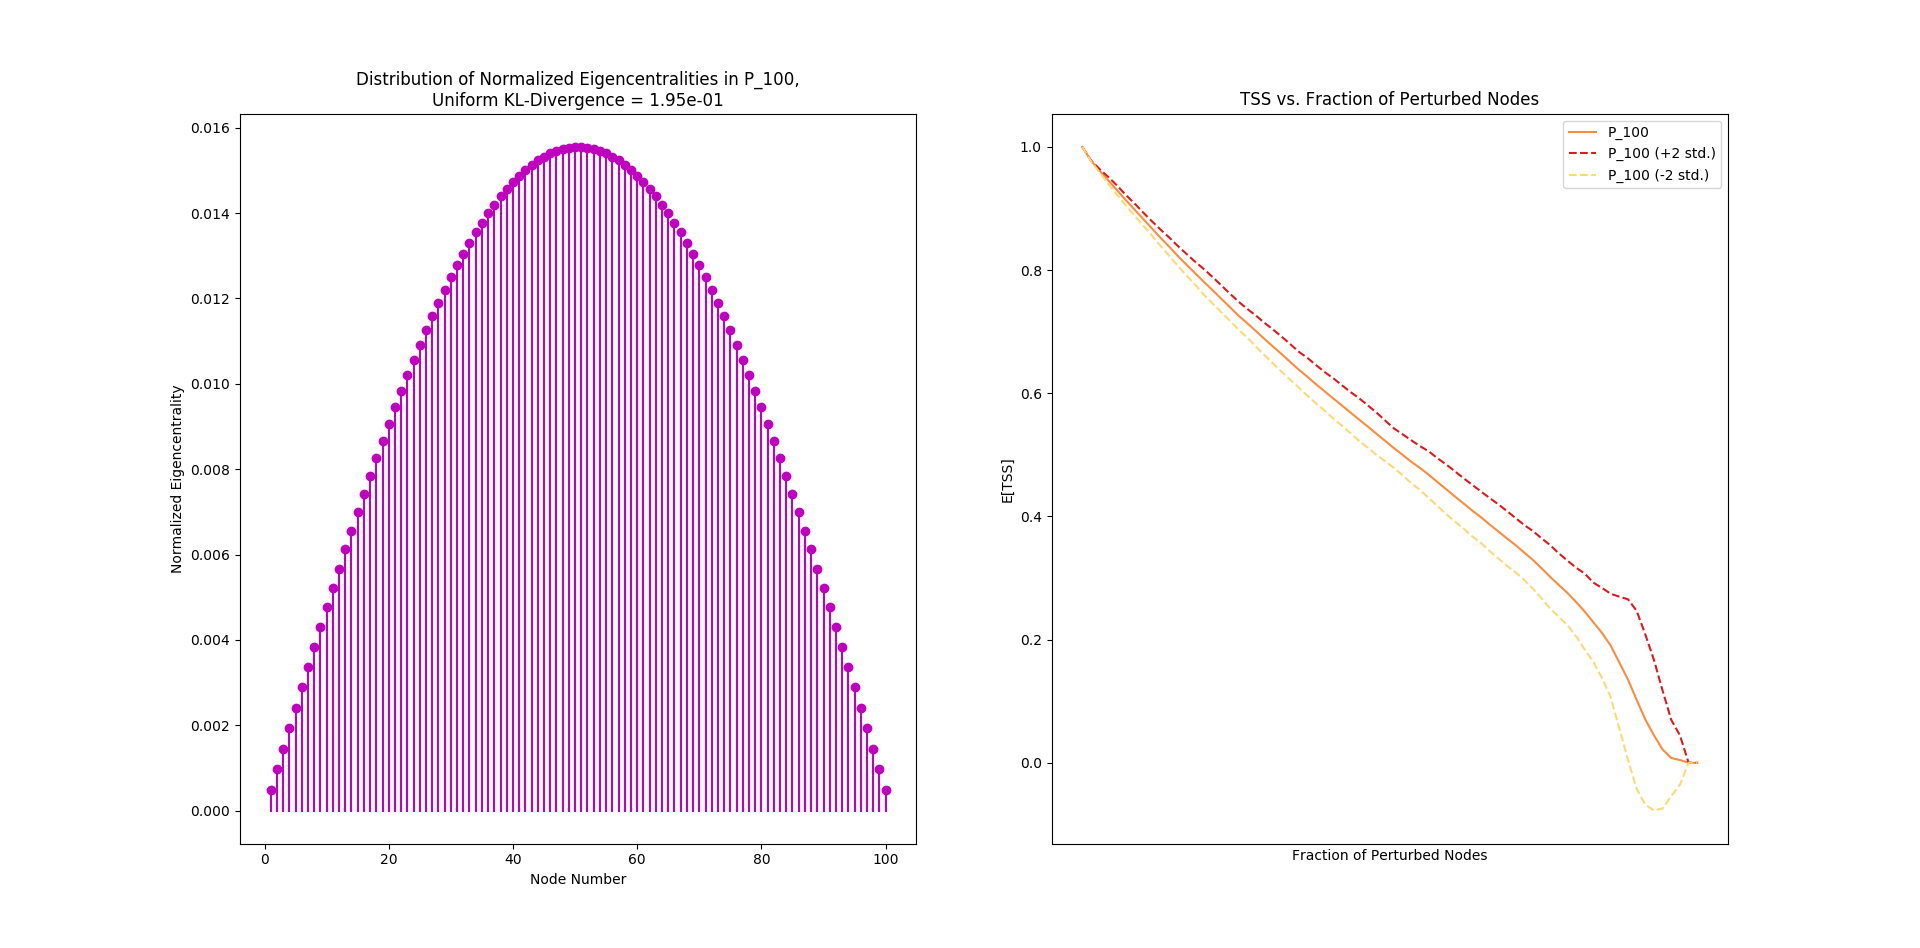 Distribution of Normalized Eigencentralities in P_100,
Uniform KL-Divergence = 1.95e-01
0.016
0.014
0.012
0.010
0.008
0.006
0.004
0.002
0.000
Normalized Eigencentrality
0 20 40 60 80 100
Node Number
TSS vs. Fraction of Perturbed Nodes
P_100
P_100 (+2 std.)
P_100 (-2 std.)
1.0
0.8
0.6
0.4
0.2
0.0
E[TSS]
Fraction of Perturbed Nodes